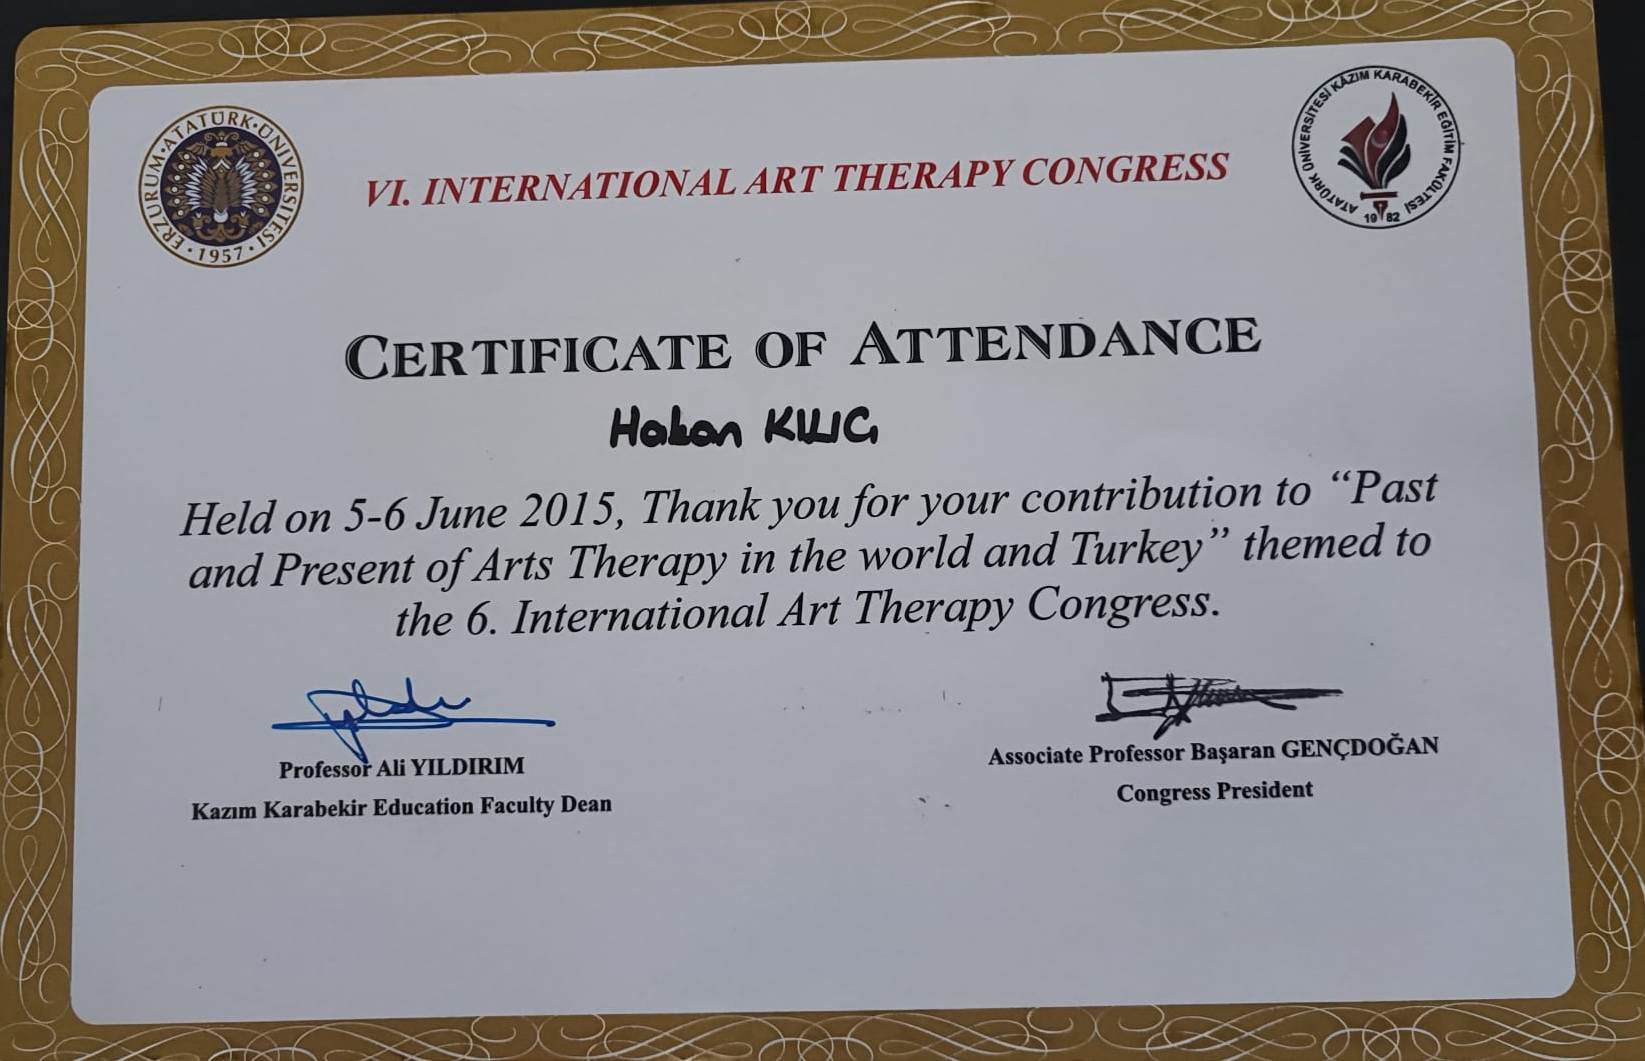 ERZURUM·ATATÜRK·ÜNİVERSİTESİ
·1957·
VI. INTERNATIONAL ART THERAPY CONGRESS
ATATÜRK ÜNİVERSİTESİ KAZIM KARABEKİR EĞİTİM FAKÜLTESİ
1982
CERTIFICATE OF ATTENDANCE
Hakan KILIÇ
Held on 5-6 June 2015, Thank you for your contribution to “Past
and Present of Arts Therapy in the world and Turkey” themed to
the 6. International Art Therapy Congress.
Professor Ali YILDIRIM
Kazım Karabekir Education Faculty Dean
Associate Professor Başaran GENÇDOĞAN
Congress President